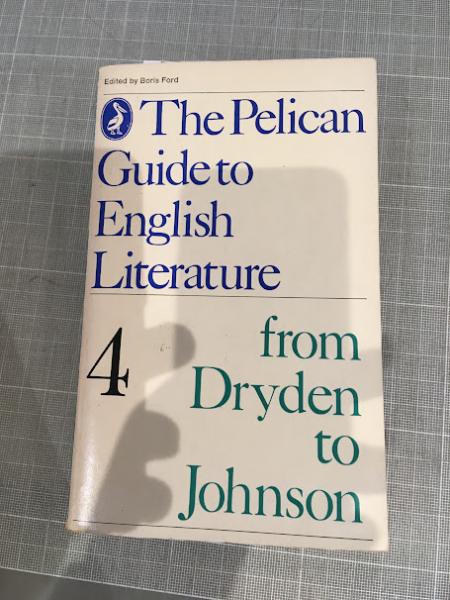 Edited by Boris Ford
The Pelican
Guide to
English
Literature
4
from
Dryden
to
Johnson